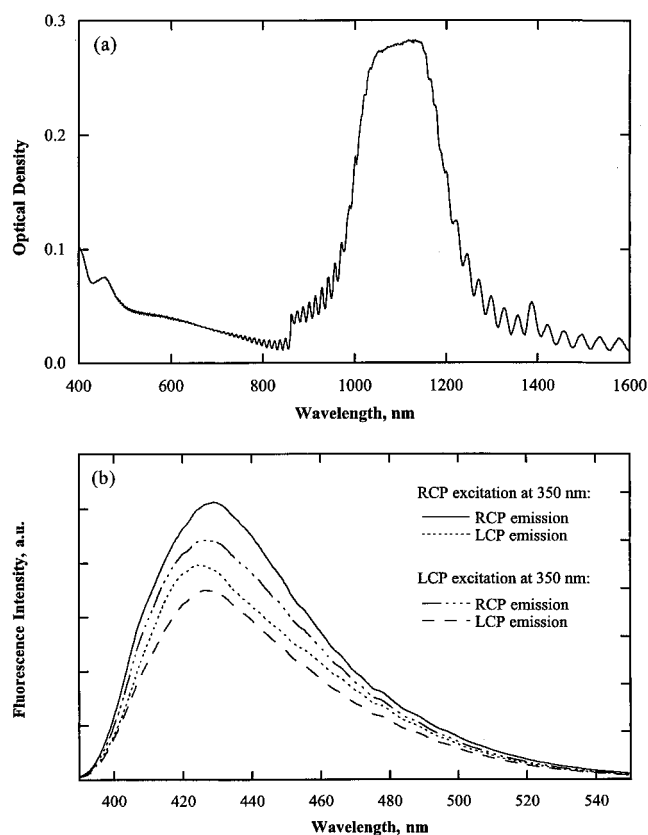 (a)
0.3
0.2
0.1
0.0
Optical Density
400 600 800 1000 1200 1400 1600
Wavelength, nm
(b)
RCP excitation at 350 nm:
RCP emission
LCP emission
LCP excitation at 350 nm:
RCP emission
LCP emission
Fluorescence Intensity, a.u.
400 420 440 460 480 500 520 540
Wavelength, nm